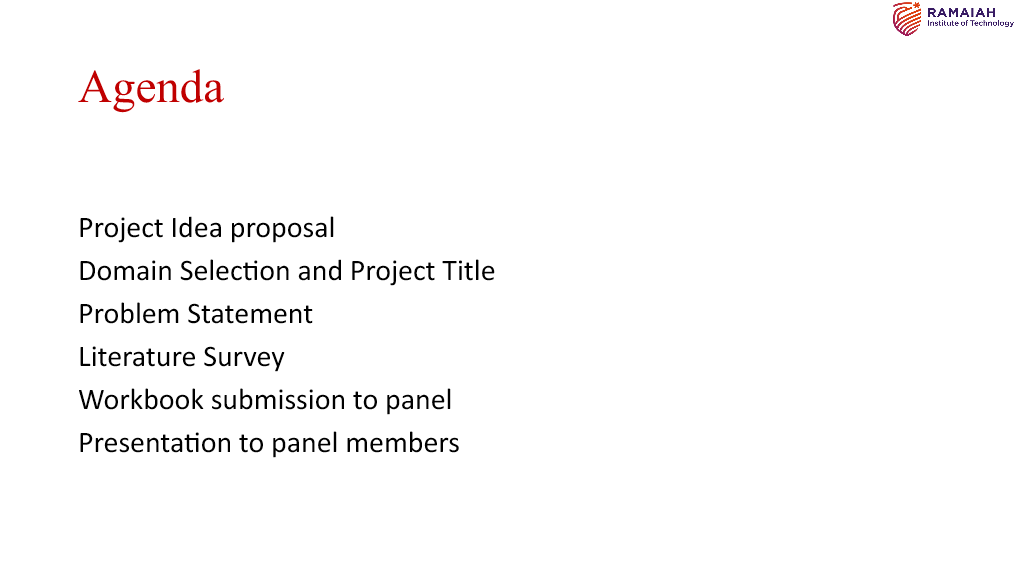 RAMAIAH
Institute of Technology
Agenda
Project Idea proposal
Domain Selection and Project Title
Problem Statement
Literature Survey
Workbook submission to panel
Presentation to panel members